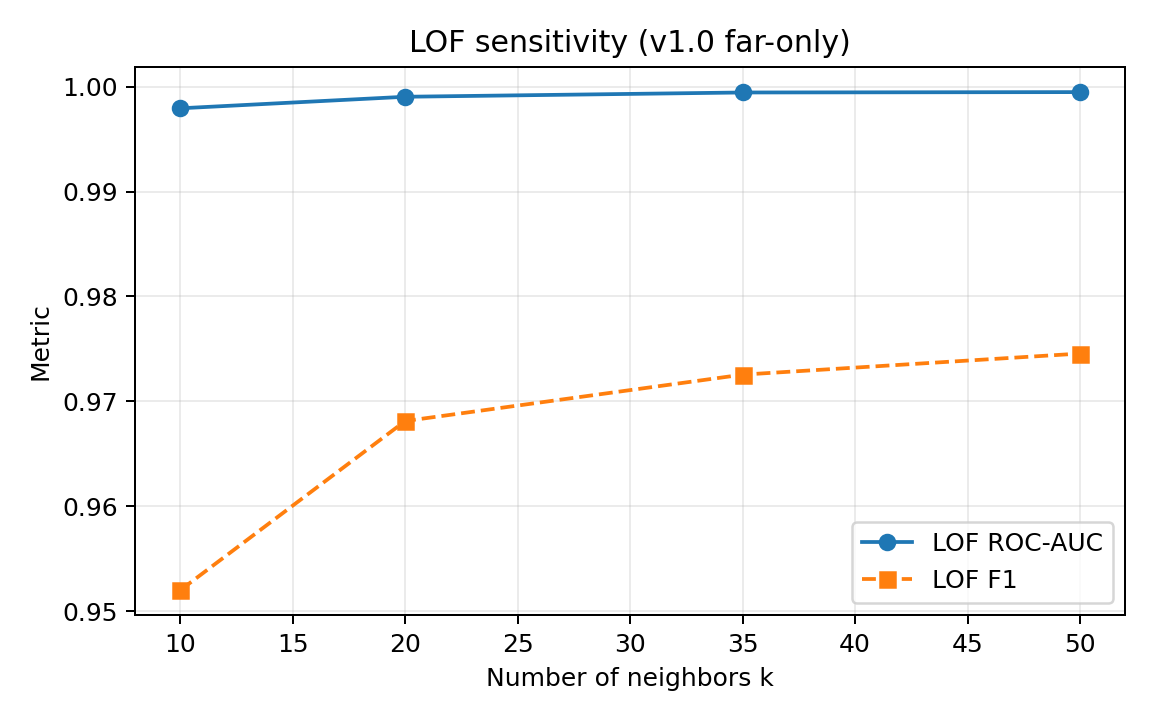 LOF sensitivity (v1.0 far-only)
1.00
0.99
0.98
0.97
0.96
0.95
Metric
10 15 20 25 30 35 40 45 50
Number of neighbors k
LOF ROC-AUC
LOF F1